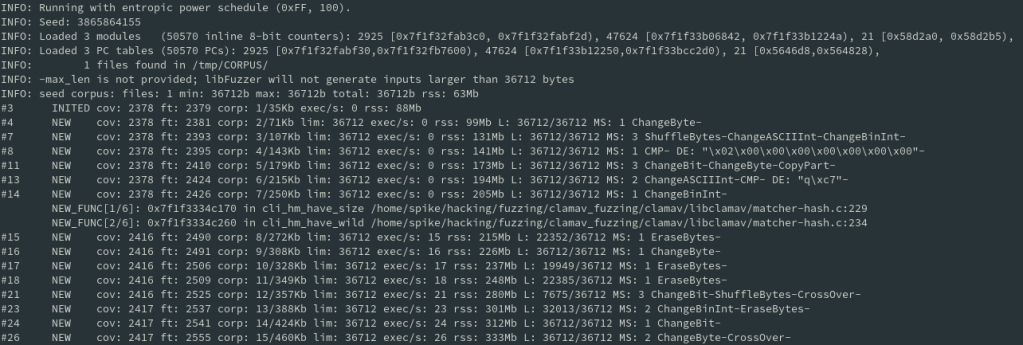 INFO: Running with entropic power schedule (0xFF, 100).
INFO: Seed: 3865864155
INFO: Loaded 3 modules   (50570 inline 8-bit counters): 2925 [0x7f1f32fab3c0, 0x7f1f32fabf2d), 47624 [0x7f1f33b06842, 0x7f1f33b1224a), 21 [0x58d2a0, 0x58d2b5),
INFO: Loaded 3 PC tables (50570 PCs): 2925 [0x7f1f32fabf30,0x7f1f32fb7600), 47624 [0x7f1f33b12250,0x7f1f33bcc2d0), 21 [0x5646d8,0x564828),
INFO:        1 files found in /tmp/CORPUS/
INFO: -max_len is not provided; libFuzzer will not generate inputs larger than 36712 bytes
INFO: seed corpus: files: 1 min: 36712b max: 36712b total: 36712b rss: 63Mb
#3      INITED cov: 2378 ft: 2379 corp: 1/35Kb exec/s: 0 rss: 88Mb
#4      NEW    cov: 2378 ft: 2381 corp: 2/71Kb lim: 36712 exec/s: 0 rss: 99Mb L: 36712/36712 MS: 1 ChangeByte-
#7      NEW    cov: 2378 ft: 2393 corp: 3/107Kb lim: 36712 exec/s: 0 rss: 131Mb L: 36712/36712 MS: 3 ShuffleBytes-ChangeASCIIInt-ChangeBinInt-
#8      NEW    cov: 2378 ft: 2395 corp: 4/143Kb lim: 36712 exec/s: 0 rss: 141Mb L: 36712/36712 MS: 1 CMP- DE: "\x02\x00\x00\x00\x00\x00\x00\x00"-
#11     NEW    cov: 2378 ft: 2410 corp: 5/179Kb lim: 36712 exec/s: 0 rss: 173Mb L: 36712/36712 MS: 3 ChangeBit-ChangeByte-CopyPart-
#13     NEW    cov: 2378 ft: 2424 corp: 6/215Kb lim: 36712 exec/s: 0 rss: 194Mb L: 36712/36712 MS: 2 ChangeASCIIInt-CMP- DE: "q\xc7"-
#14     NEW    cov: 2378 ft: 2426 corp: 7/250Kb lim: 36712 exec/s: 0 rss: 205Mb L: 36712/36712 MS: 1 ChangeBinInt-
        NEW_FUNC[1/6]: 0x7f1f3334c170 in cli_hm_have_size /home/spike/hacking/fuzzing/clamav_fuzzing/clamav/libclamav/matcher-hash.c:229
        NEW_FUNC[2/6]: 0x7f1f3334c260 in cli_hm_have_wild /home/spike/hacking/fuzzing/clamav_fuzzing/clamav/libclamav/matcher-hash.c:234
#15     NEW    cov: 2416 ft: 2490 corp: 8/272Kb lim: 36712 exec/s: 15 rss: 215Mb L: 22352/36712 MS: 1 EraseBytes-
#16     NEW    cov: 2416 ft: 2491 corp: 9/308Kb lim: 36712 exec/s: 16 rss: 226Mb L: 36712/36712 MS: 1 ChangeByte-
#17     NEW    cov: 2416 ft: 2506 corp: 10/328Kb lim: 36712 exec/s: 17 rss: 237Mb L: 19949/36712 MS: 1 EraseBytes-
#18     NEW    cov: 2416 ft: 2509 corp: 11/349Kb lim: 36712 exec/s: 18 rss: 248Mb L: 22385/36712 MS: 1 EraseBytes-
#21     NEW    cov: 2416 ft: 2525 corp: 12/357Kb lim: 36712 exec/s: 21 rss: 280Mb L: 7675/36712 MS: 3 ChangeBit-ShuffleBytes-CrossOver-
#23     NEW    cov: 2417 ft: 2537 corp: 13/388Kb lim: 36712 exec/s: 23 rss: 301Mb L: 32013/36712 MS: 2 ChangeBinInt-EraseBytes-
#24     NEW    cov: 2417 ft: 2541 corp: 14/424Kb lim: 36712 exec/s: 24 rss: 312Mb L: 36712/36712 MS: 1 ChangeBit-
#26     NEW    cov: 2417 ft: 2555 corp: 15/460Kb lim: 36712 exec/s: 26 rss: 333Mb L: 36712/36712 MS: 2 ChangeByte-CrossOver-